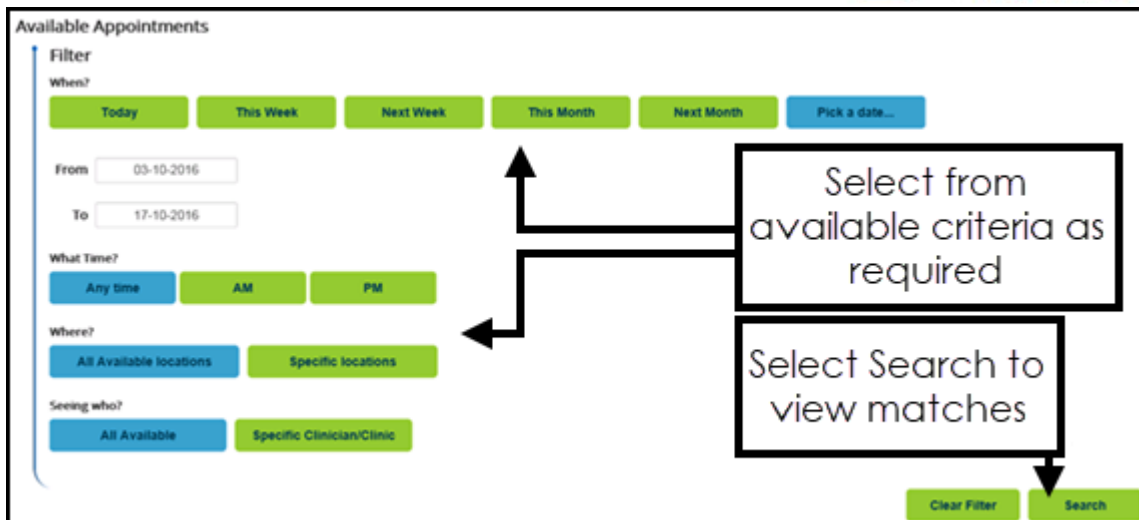 Available Appointments
Filter
When?
Today This Week Next Week This Month Next Month Pick a date...
From 03-10-2016
To 17-10-2016
Select from
available criteria as
required
What Time?
Any time AM PM
Where?
All Available locations Specific locations
Select Search to
view matches
Seeing who?
All Available Specific Clinician/Clinic
Clear Filter Search